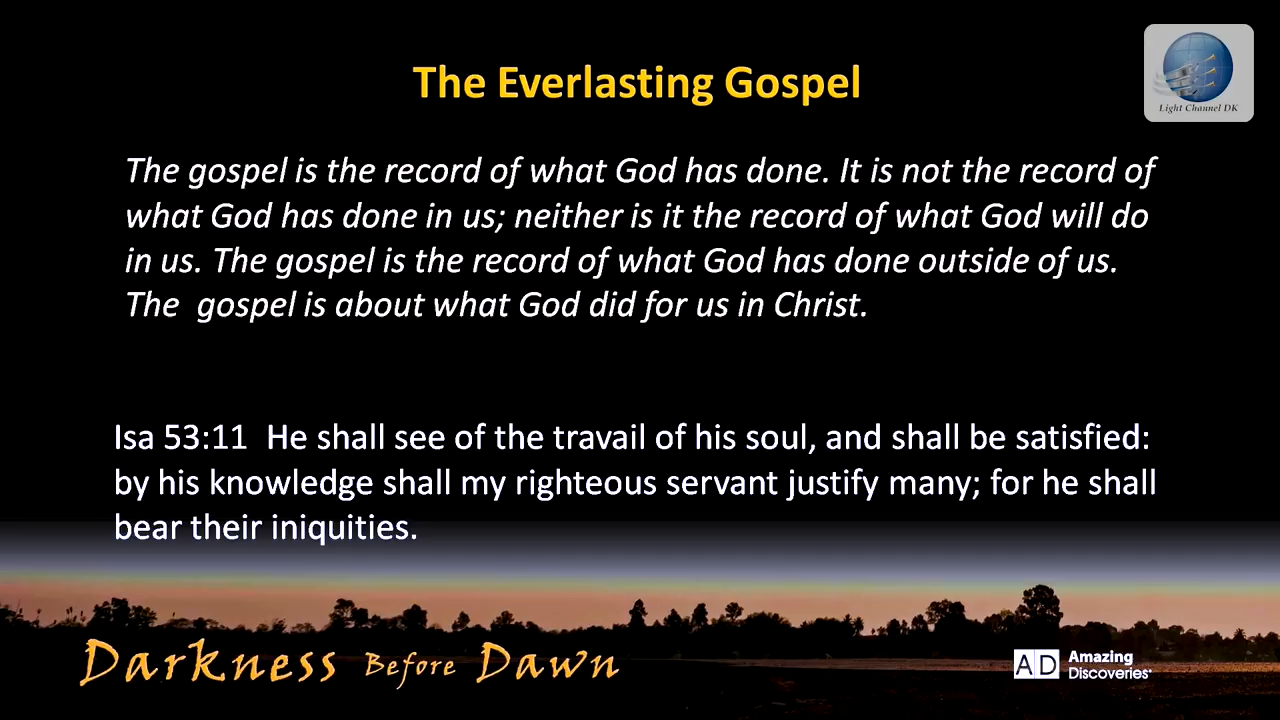 The Everlasting Gospel
Light Channel DK
The gospel is the record of what God has done. It is not the record of
what God has done in us; neither is it the record of what God will do
in us. The gospel is the record of what God has done outside of us.
The  gospel is about what God did for us in Christ.
Isa 53:11  He shall see of the travail of his soul, and shall be satisfied:
by his knowledge shall my righteous servant justify many; for he shall
bear their iniquities.
Darkness Before Dawn
AD Amazing
Discoveries